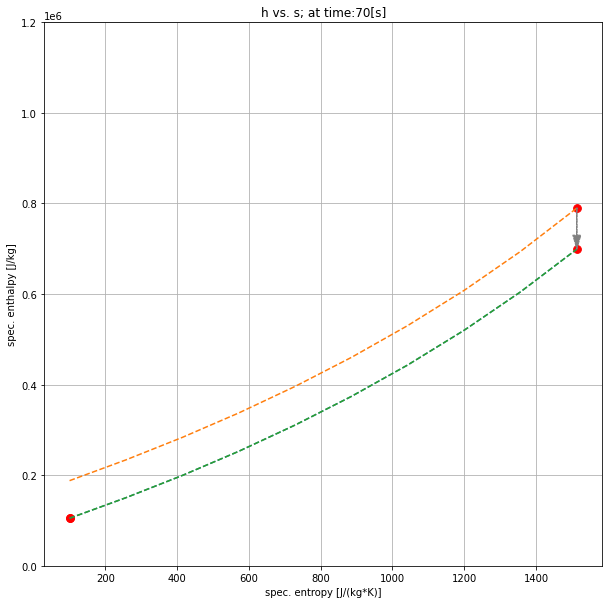 h vs. s; at time:70[s]
1e6
1.2
1.0
0.8
0.6
0.4
0.2
0.0
spec. enthalpy [J/kg]
200 400 600 800 1000 1200 1400
spec. entropy [J/(kg*K)]